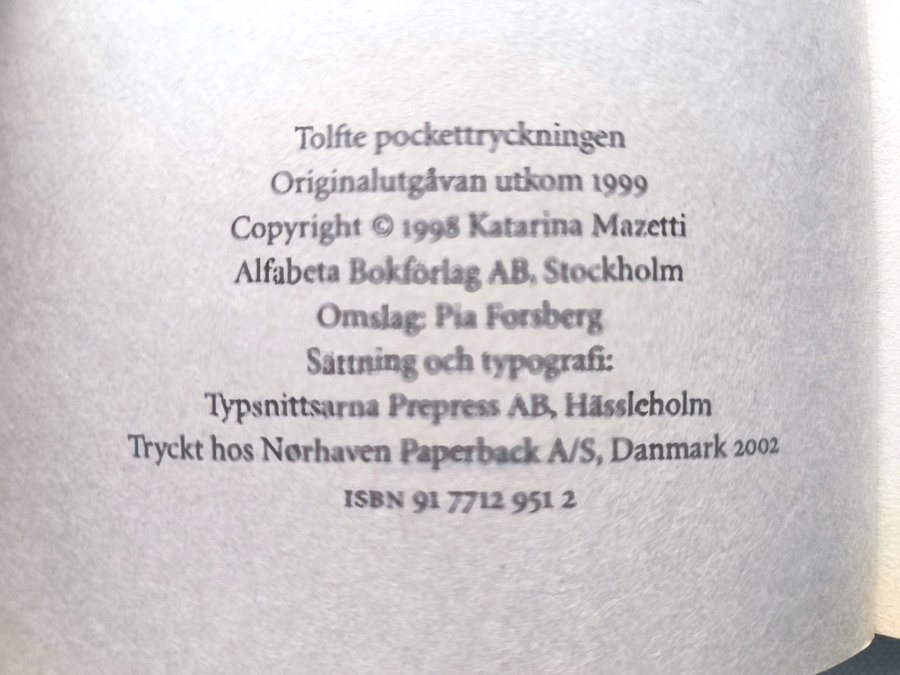 Tolfte pockettryckningen
Originalutgåvan utkom 1999
Copyright © 1998 Katarina Mazetti
Alfabeta Bokförlag AB, Stockholm
Omslag: Pia Forsberg
Sättning och typografi:
Typsnittsarna Prepress AB, Hässleholm
Tryckt hos Nørhaven Paperback A/S, Danmark 2002
ISBN 91 7712 951 2